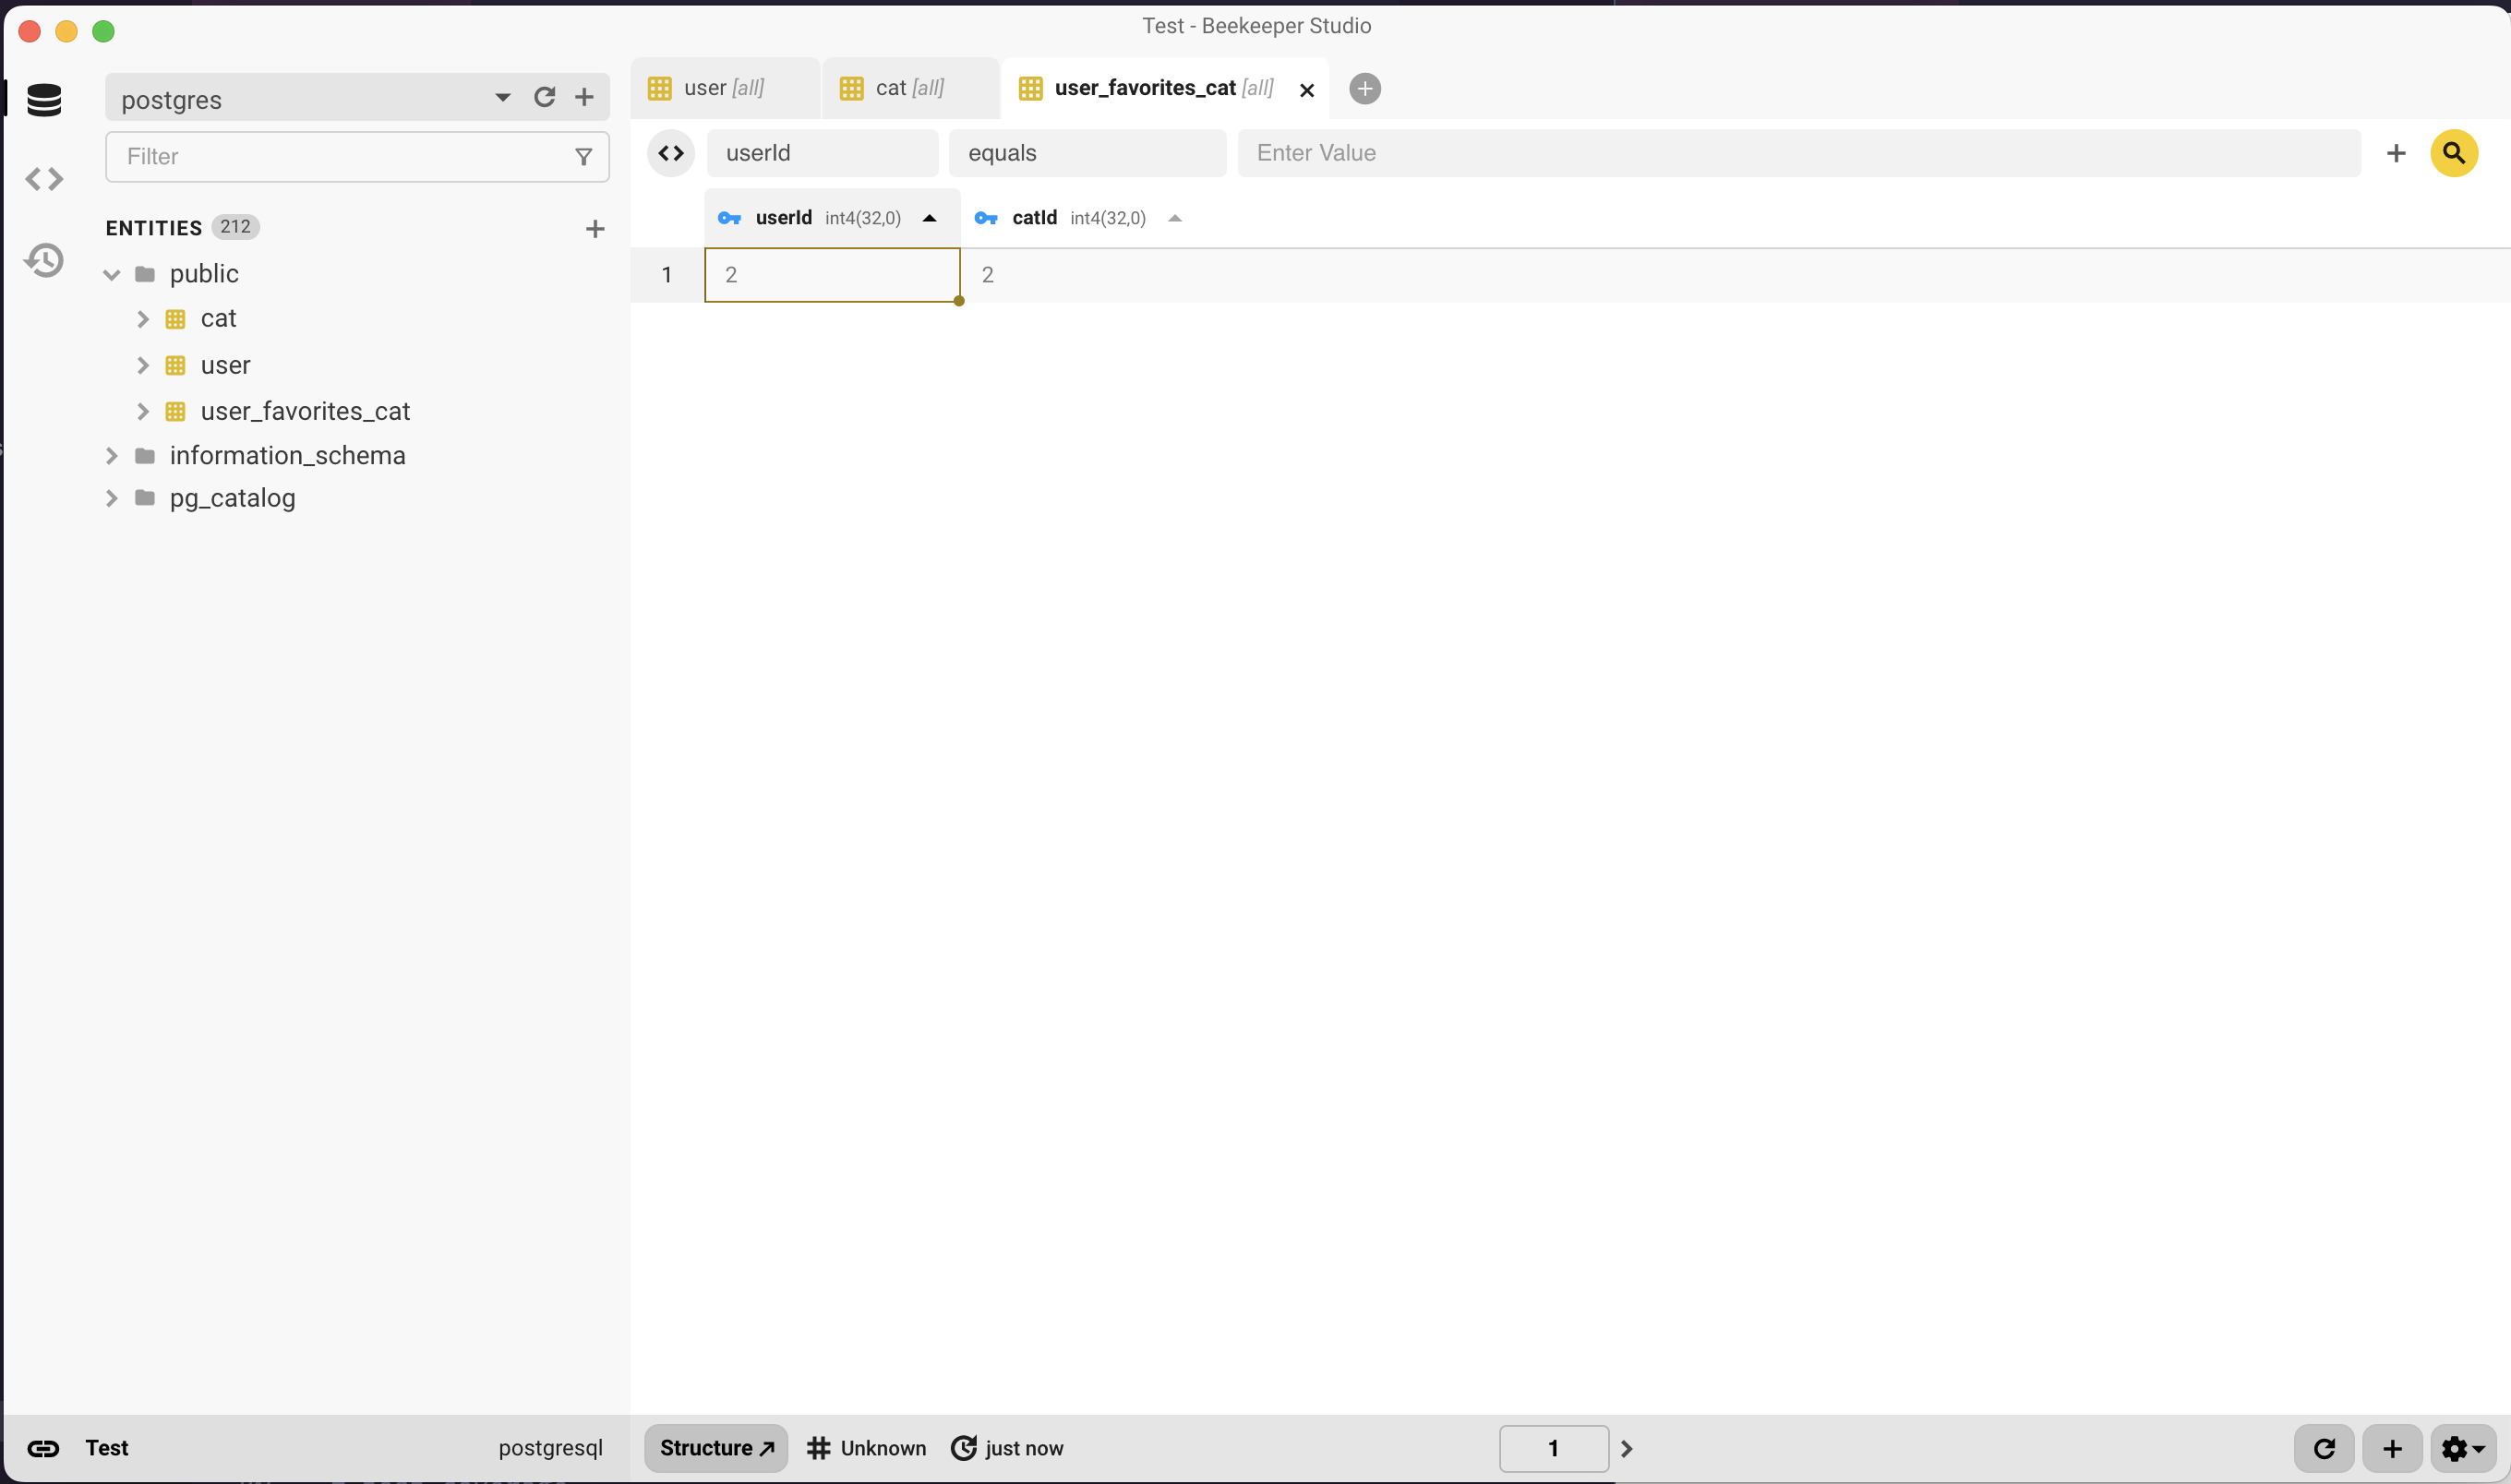 Test - Beekeeper Studio
postgres
Filter
ENTITIES 212
public
cat
user
user_favorites_cat
information_schema
pg_catalog
user [all]
cat [all]
user_favorites_cat [all]
userId
equals
Enter Value
userId int4(32,0)
catId int4(32,0)
1 2 2
Test
postgresql
Structure
Unknown
just now
1